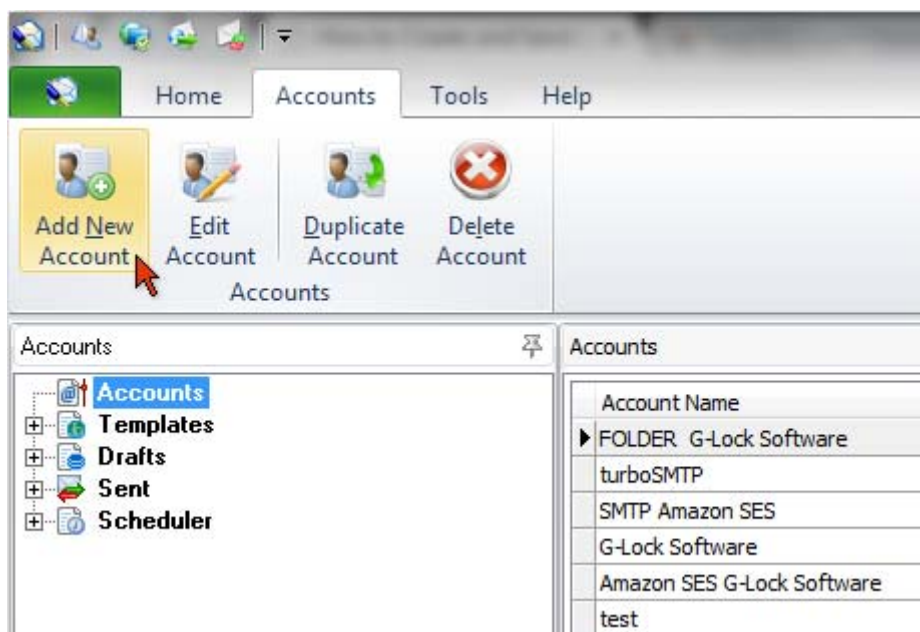 Home Accounts Tools Help
Add New Edit Duplicate Delete
Account Account Account Account
Accounts
Accounts Accounts
Accounts
Templates
Drafts
Sent
Scheduler
Account Name
FOLDER G-Lock Software
turboSMTP
SMTP Amazon SES
G-Lock Software
Amazon SES G-Lock Software
test